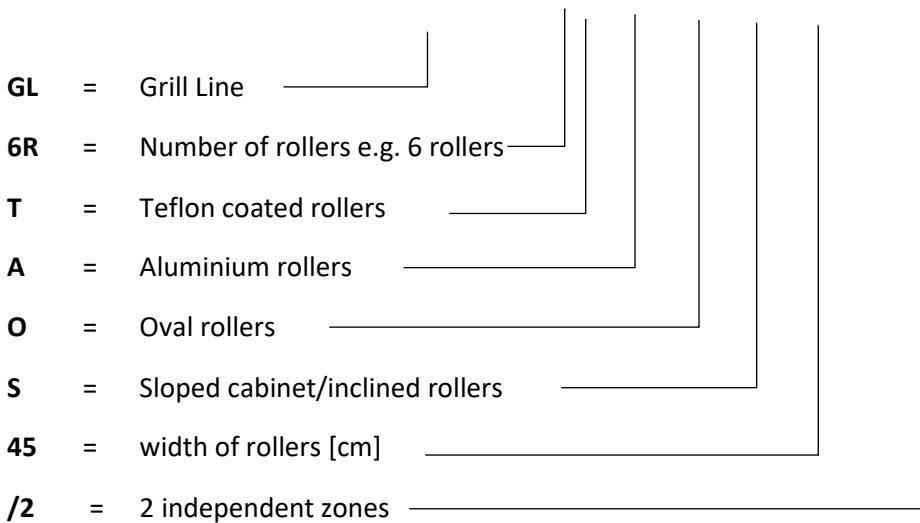 GL = Grill Line
6R = Number of rollers e.g. 6 rollers
T = Teflon coated rollers
A = Aluminium rollers
O = Oval rollers
S = Sloped cabinet/inclined rollers
45 = width of rollers [cm]
/2 = 2 independent zones